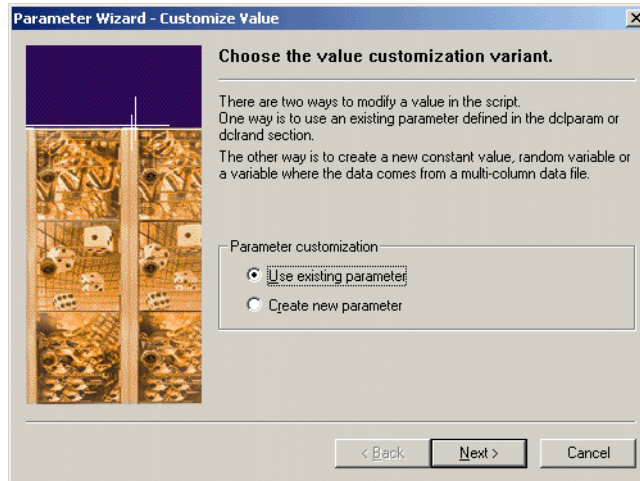 Parameter Wizard - Customize Value
Choose the value customization variant.
There are two ways to modify a value in the script.
One way is to use an existing parameter defined in the dclparam or
dclrand section.
The other way is to create a new constant value, random variable or
a variable where the data comes from a multi-column data file.
Parameter customization
Use existing parameter
Create new parameter
< Back
Next >
Cancel